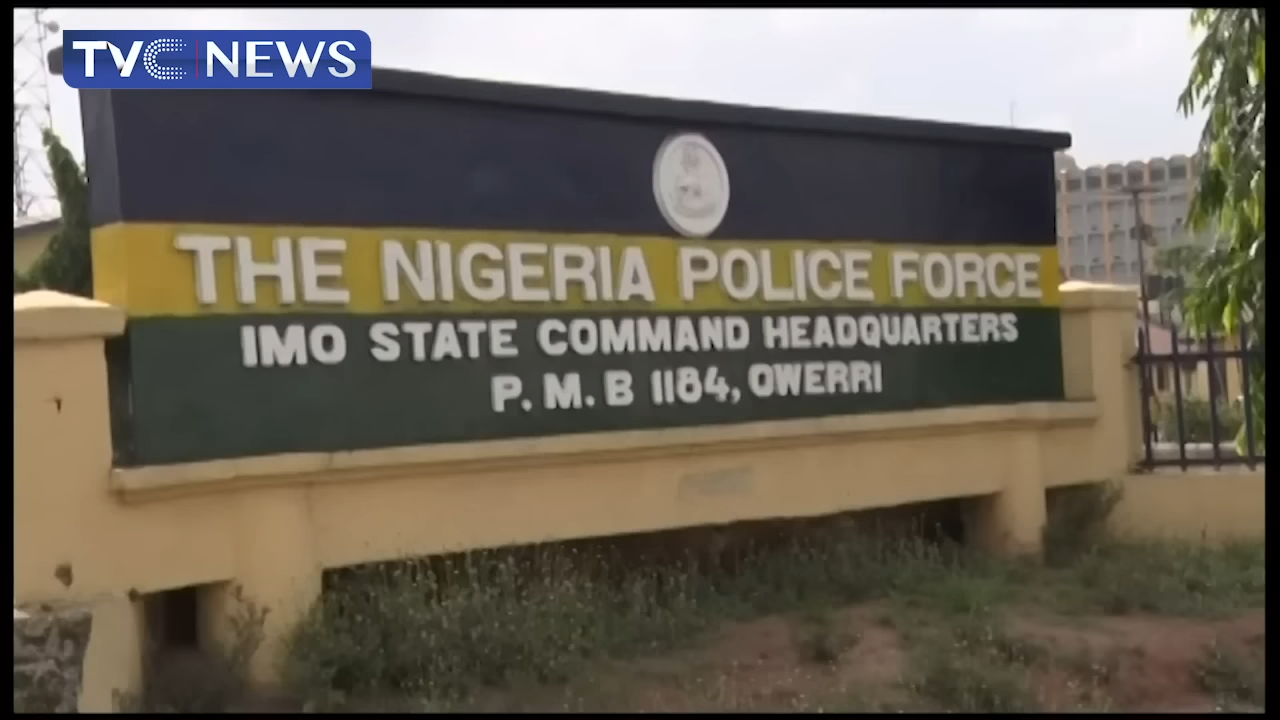 TVC NEWS
THE NIGERIA POLICE FORCE
IMO STATE COMMAND HEADQUARTERS
P. M. B 1184, OWERRI